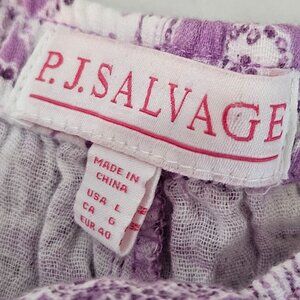 P.J.SALVAGE
MADE IN
CHINA
USA L
CA G
EUR 40